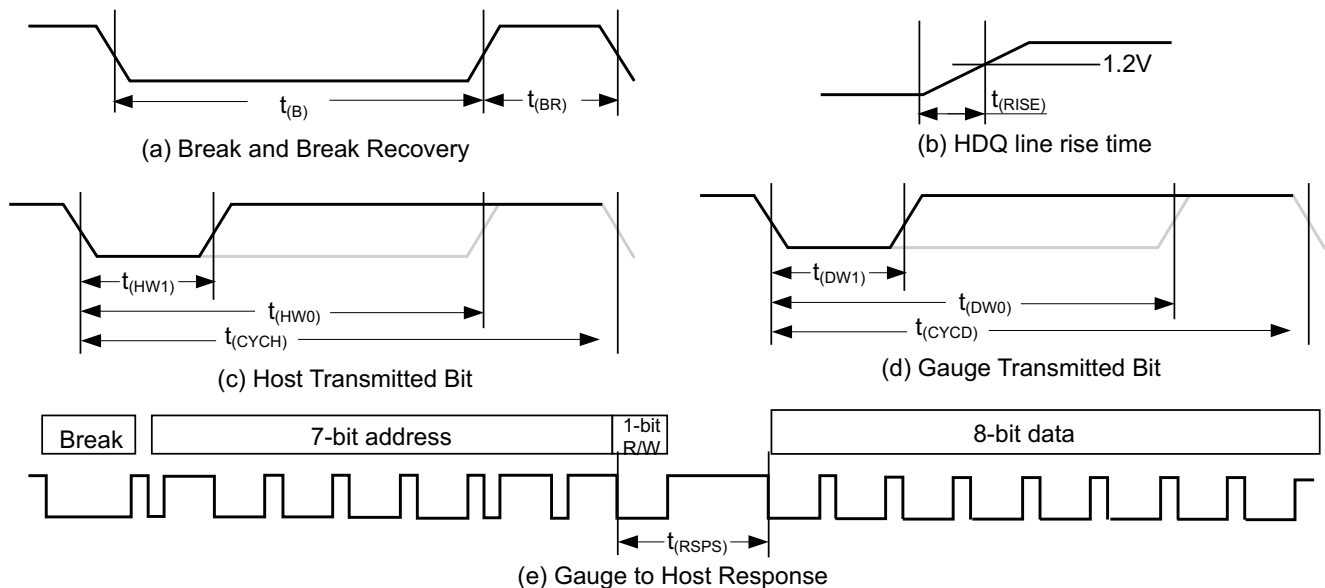 t(B)
t(BR)
(a) Break and Break Recovery
1.2V
t(RISE)
(b) HDQ line rise time
t(HW1)
t(HW0)
t(CYCH)
(c) Host Transmitted Bit
t(DW1)
t(DW0)
t(CYCD)
(d) Gauge Transmitted Bit
Break
7-bit address
1-bit
R/W
8-bit data
t(RSPS)
(e) Gauge to Host Response